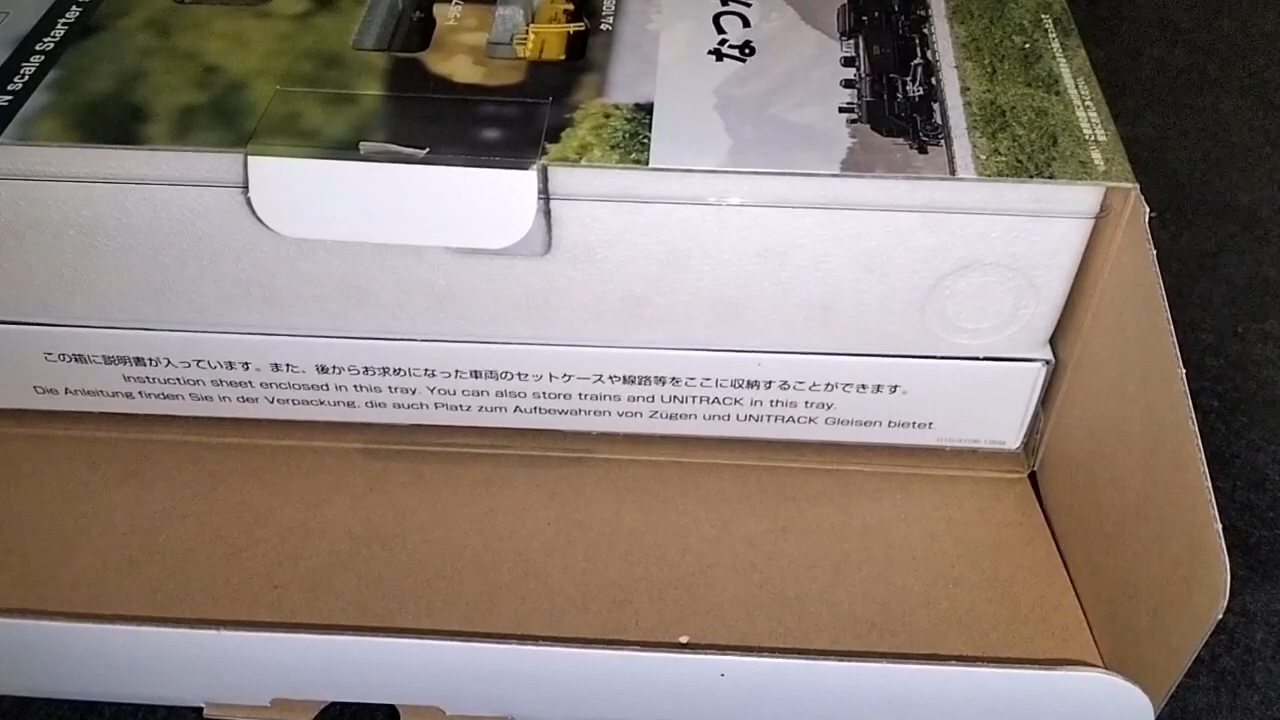 N scale Starter
なつ
この箱に説明書が入っています。また、後からお求めになった車両のセットケースや線路等をここに収納することができます。
Instruction sheet enclosed in this tray. You can also store trains and UNITRACK in this tray.
Die Anleitung finden Sie in der Verpackung, die auch Platz zum Aufbewahren von Zügen und UNITRACK Gleisen bietet.